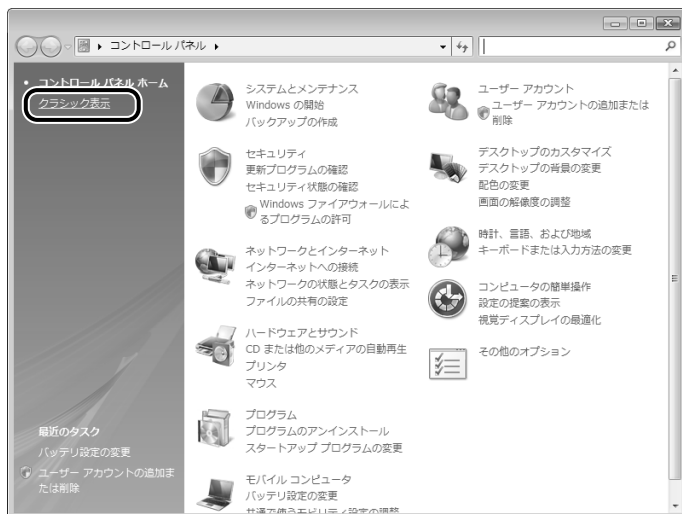 コントロール パネル
コントロール パネル ホーム
クラシック表示
システムとメンテナンス
Windows の開始
バックアップの作成
セキュリティ
更新プログラムの確認
セキュリティ状態の確認
Windows ファイアウォールによ
るプログラムの許可
ネットワークとインターネット
インターネットへの接続
ネットワークの状態とタスクの表示
ファイルの共有の設定
ハードウェアとサウンド
CD または他のメディアの自動再生
プリンタ
マウス
プログラム
プログラムのアンインストール
スタートアップ プログラムの変更
モバイル コンピュータ
バッテリ設定の変更
共通で使うモビリティ設定の調整
ユーザー アカウント
ユーザー アカウントの追加または
削除
デスクトップのカスタマイズ
デスクトップの背景の変更
配色の変更
画面の解像度の調整
時計、言語、および地域
キーボードまたは入力方法の変更
コンピュータの簡単操作
設定の提案の表示
視覚ディスプレイの最適化
その他のオプション
最近のタスク
バッテリ設定の変更
ユーザー アカウントの追加ま
たは削除